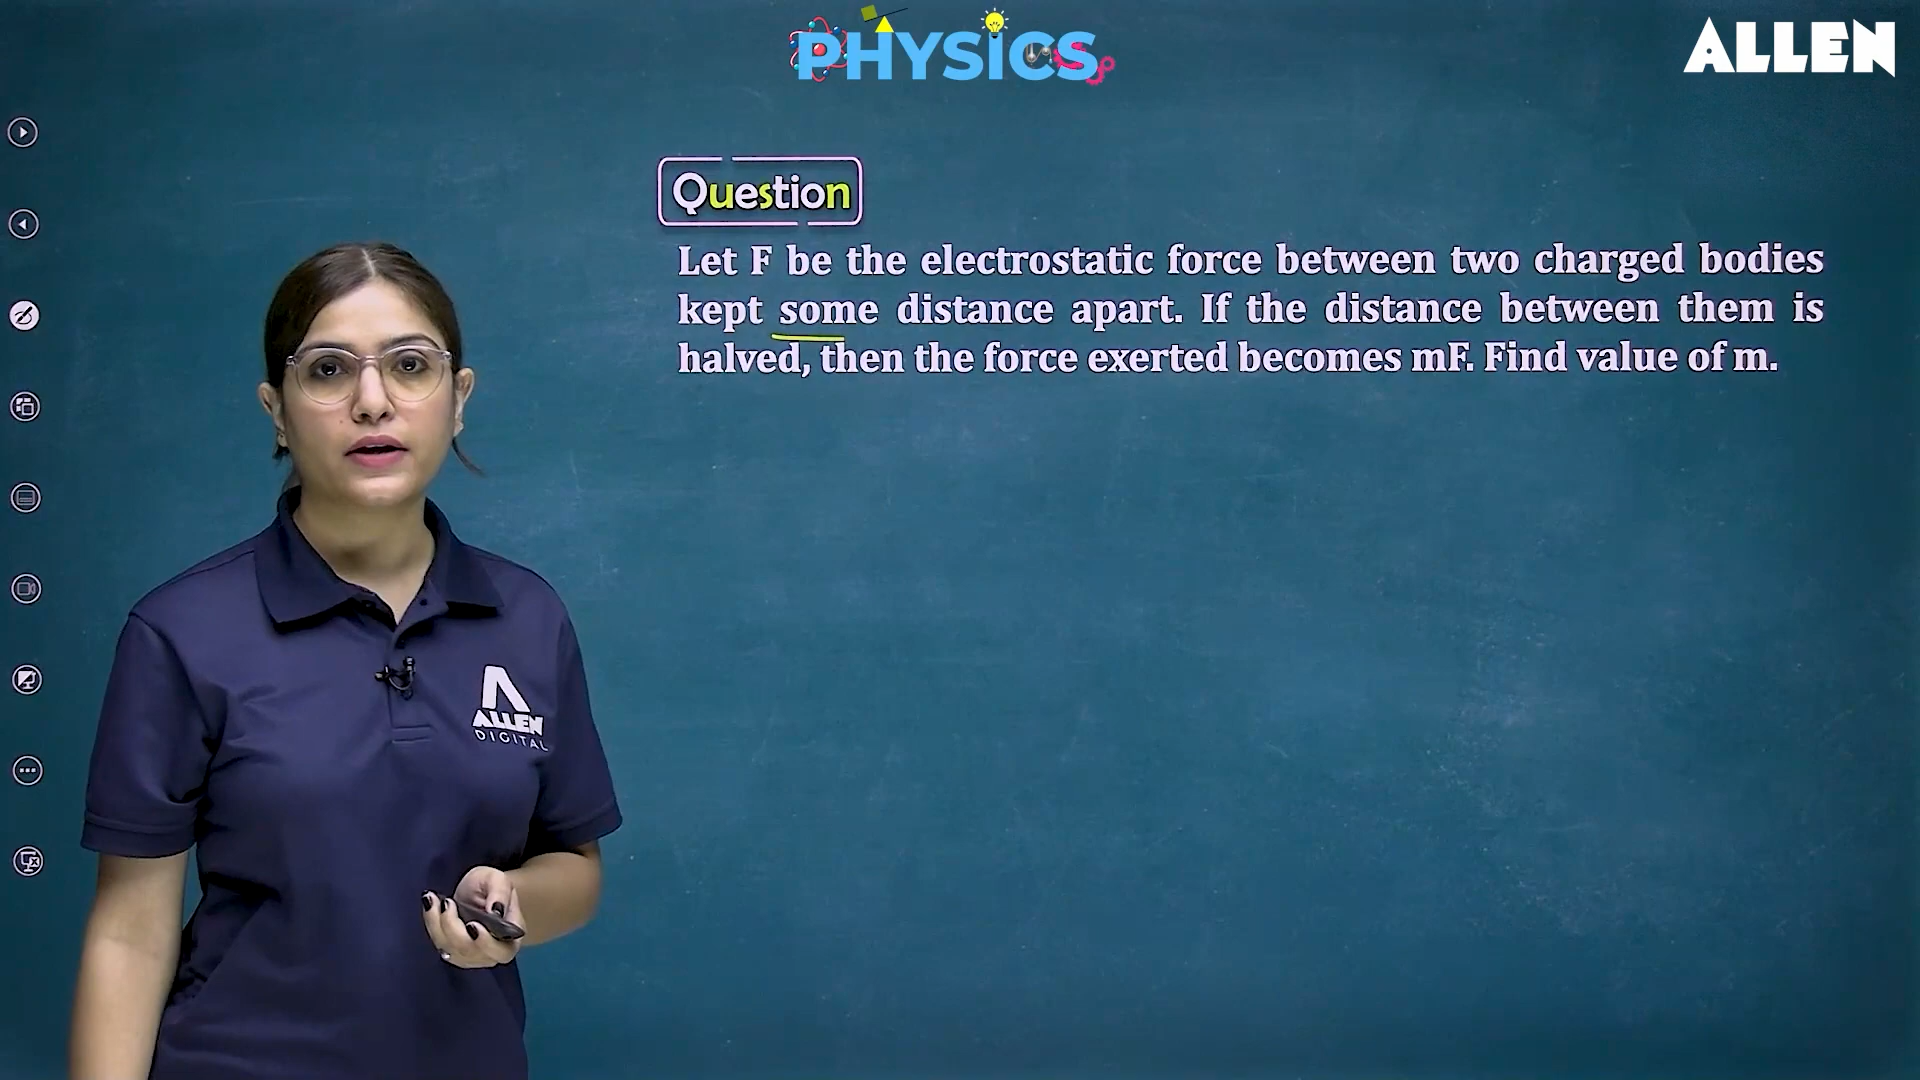 PHYSICS
ALLEN
Question
Let F be the electrostatic force between two charged bodies
kept some distance apart. If the distance between them is
halved, then the force exerted becomes mF. Find value of m.
ALLEN
DIGITAL